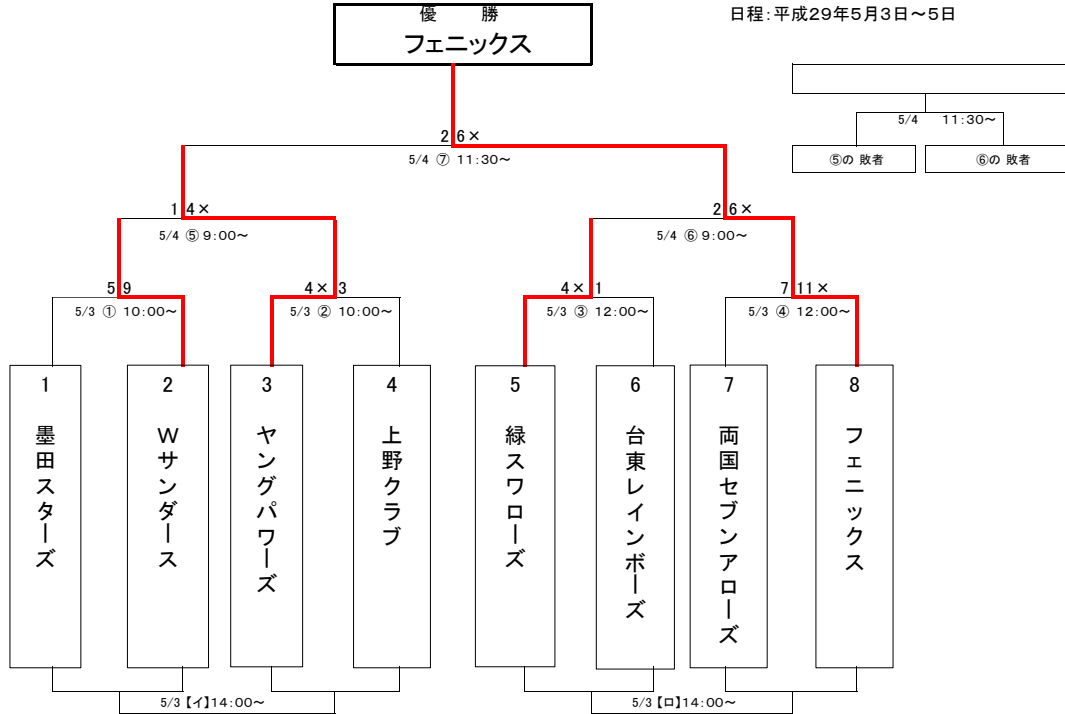 優　勝
フェニックス
日程：平成29年5月3日～5日
5/4　11:30～
⑤の 敗者
⑥の 敗者
2 6×
5/4 ⑦ 11:30～
1 4×
5/4 ⑤ 9:00～
2 6×
5/4 ⑥ 9:00～
5 9
5/3 ① 10:00～
4× 3
5/3 ② 10:00～
4× 1
5/3 ③ 12:00～
7 11×
5/3 ④ 12:00～
1
墨田スターズ
2
Wサンダース
3
ヤングパワーズ
4
上野クラブ
5
緑スワローズ
6
台東レインボーズ
7
両国セブンアローズ
8
フェニックス
5/3【イ】14:00～
5/3【ロ】14:00～